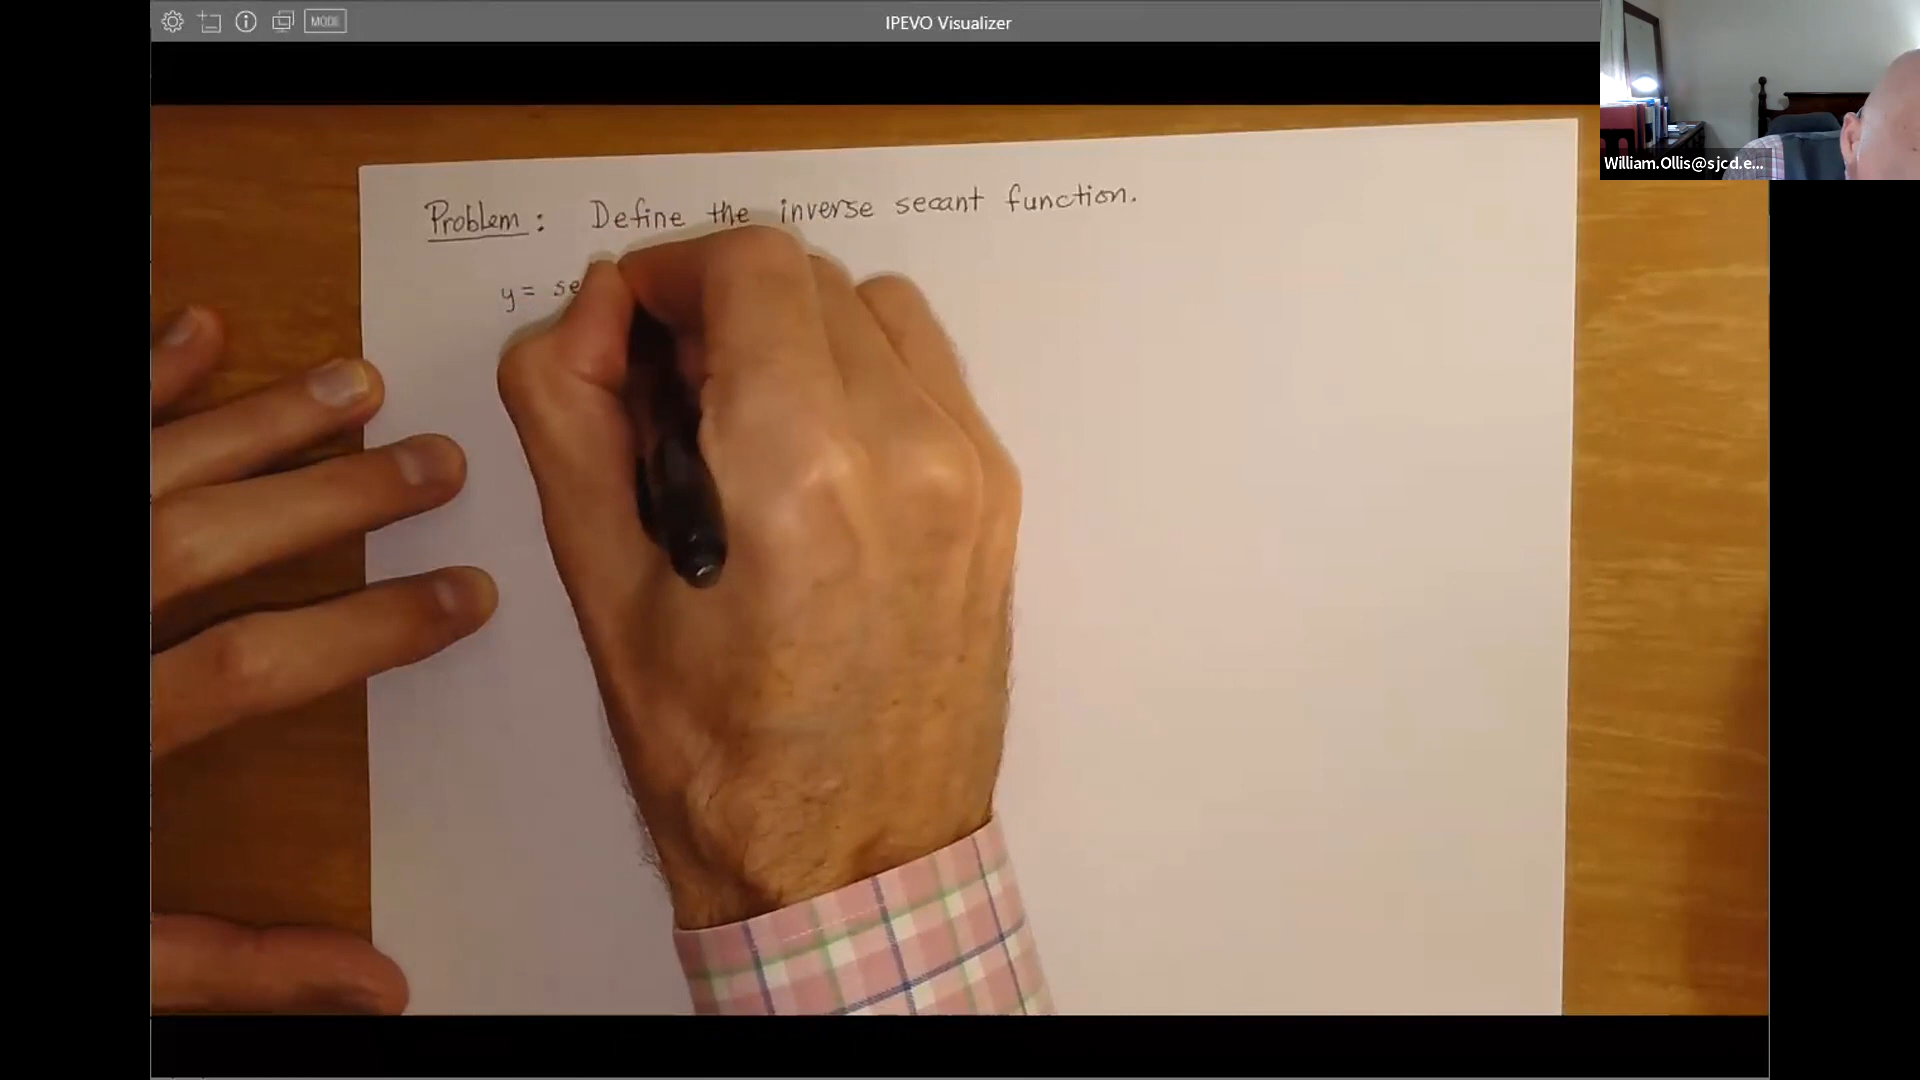 MODE
IPEVO Visualizer
William.Ollis@sjcd.e...
Problem: Define the inverse secant function.
y = se